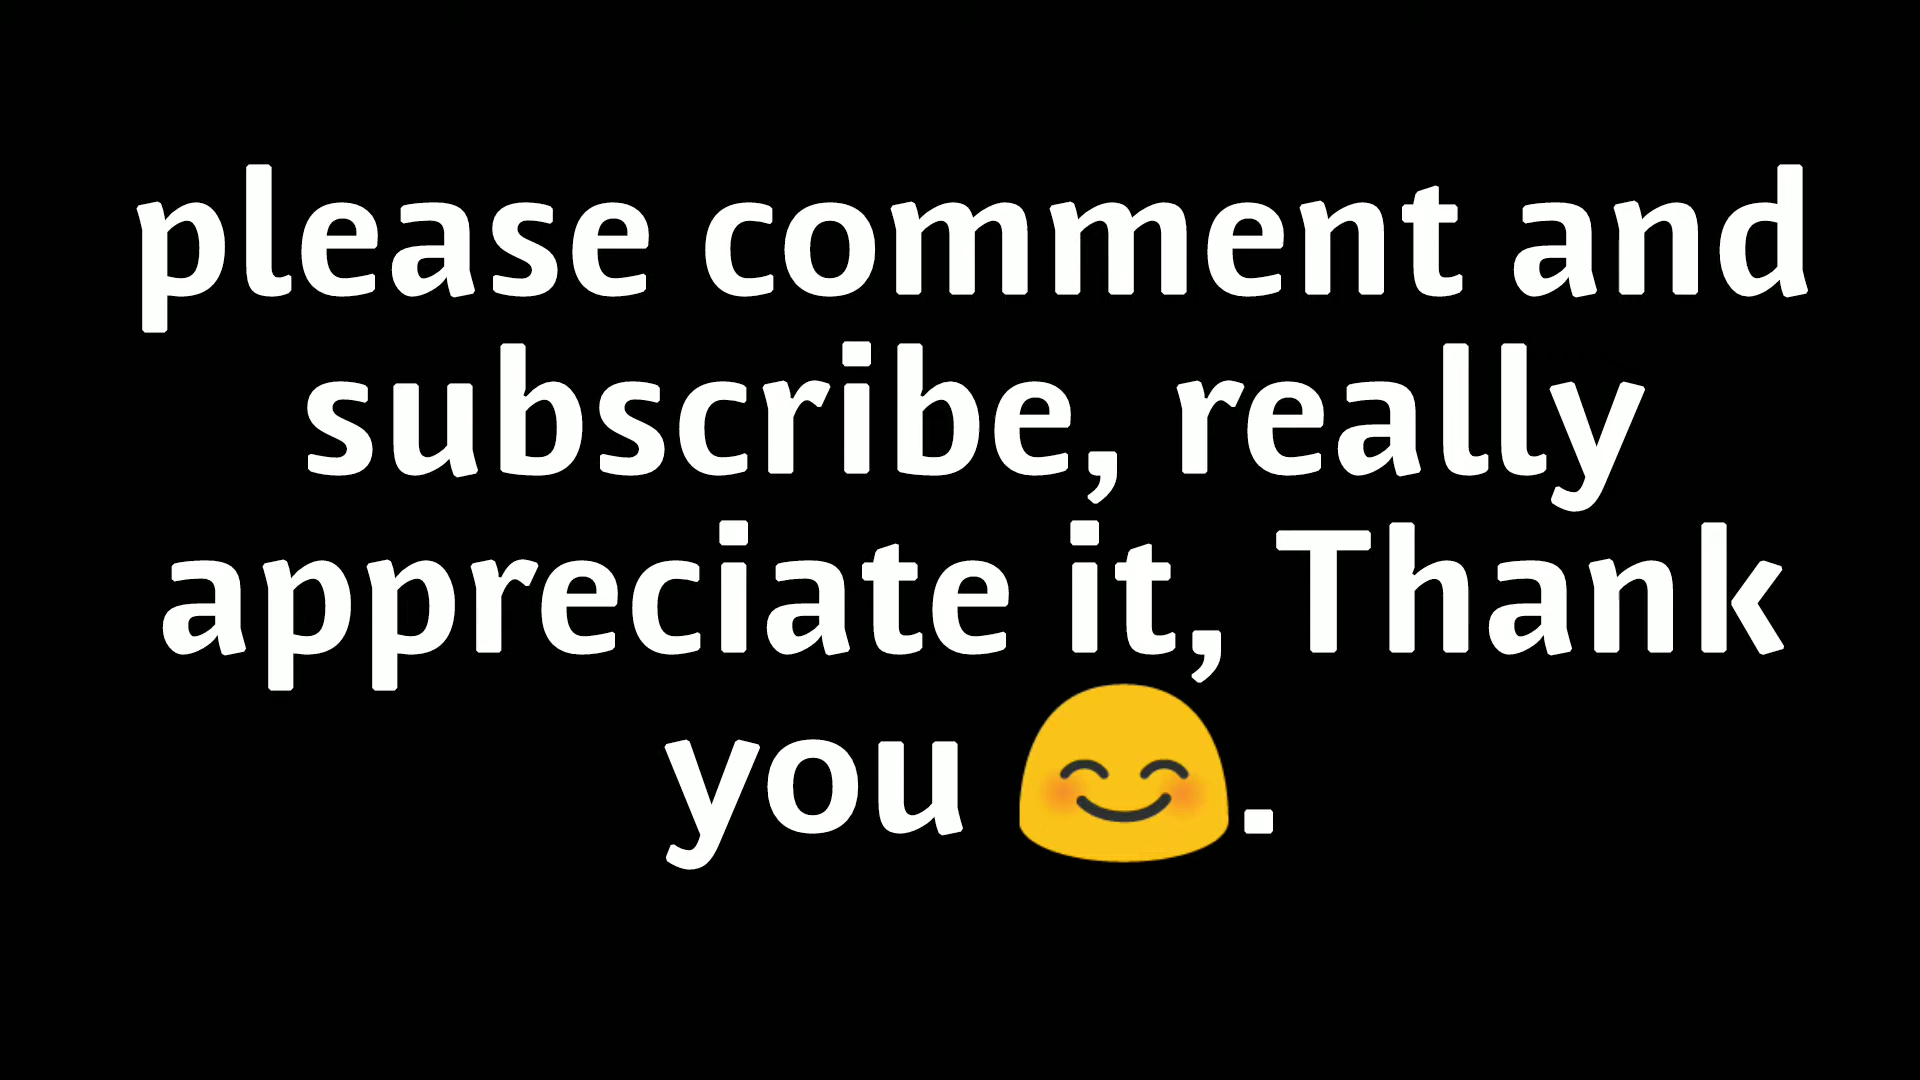 please comment and
subscribe, really
appreciate it, Thank
you 😊.